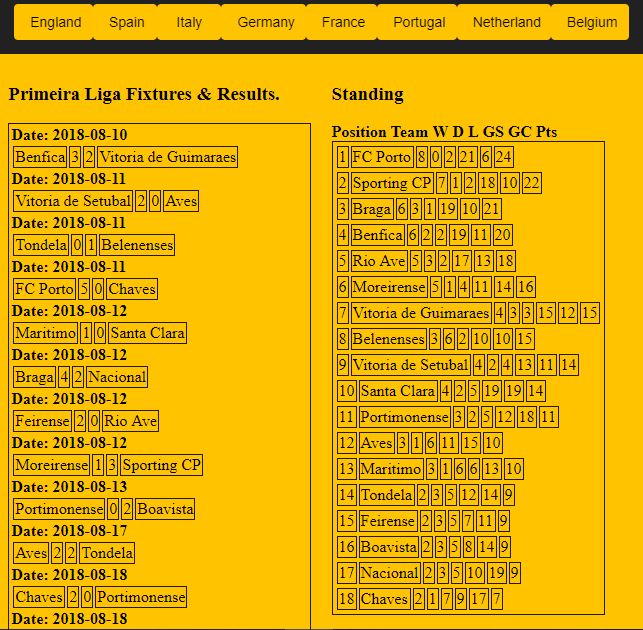 England Spain Italy Germany France Portugal Netherland Belgium
Primeira Liga Fixtures & Results.
Date: 2018-08-10
Benfica 3 2 Vitoria de Guimaraes
Date: 2018-08-11
Vitoria de Setubal 2 0 Aves
Date: 2018-08-11
Tondela 0 1 Belenenses
Date: 2018-08-11
FC Porto 5 0 Chaves
Date: 2018-08-12
Maritimo 1 0 Santa Clara
Date: 2018-08-12
Braga 4 2 Nacional
Date: 2018-08-12
Feirense 2 0 Rio Ave
Date: 2018-08-12
Moreirense 1 3 Sporting CP
Date: 2018-08-13
Portimonense 0 2 Boavista
Date: 2018-08-17
Aves 2 2 Tondela
Date: 2018-08-18
Chaves 2 0 Portimonense
Date: 2018-08-18
Standing
Position Team W D L GS GC Pts
1 FC Porto 8 0 2 21 6 24
2 Sporting CP 7 1 2 18 10 22
3 Braga 6 3 1 19 10 21
4 Benfica 6 2 2 19 11 20
5 Rio Ave 5 3 2 17 13 18
6 Moreirense 5 1 4 11 14 16
7 Vitoria de Guimaraes 4 3 3 15 12 15
8 Belenenses 3 6 2 10 10 15
9 Vitoria de Setubal 4 2 4 13 11 14
10 Santa Clara 4 2 5 19 19 14
11 Portimonense 3 2 5 12 18 11
12 Aves 3 1 6 11 15 10
13 Maritimo 3 1 6 6 13 10
14 Tondela 2 3 5 12 14 9
15 Feirense 2 3 5 7 11 9
16 Boavista 2 3 5 8 14 9
17 Nacional 2 3 5 10 19 9
18 Chaves 2 1 7 9 17 7